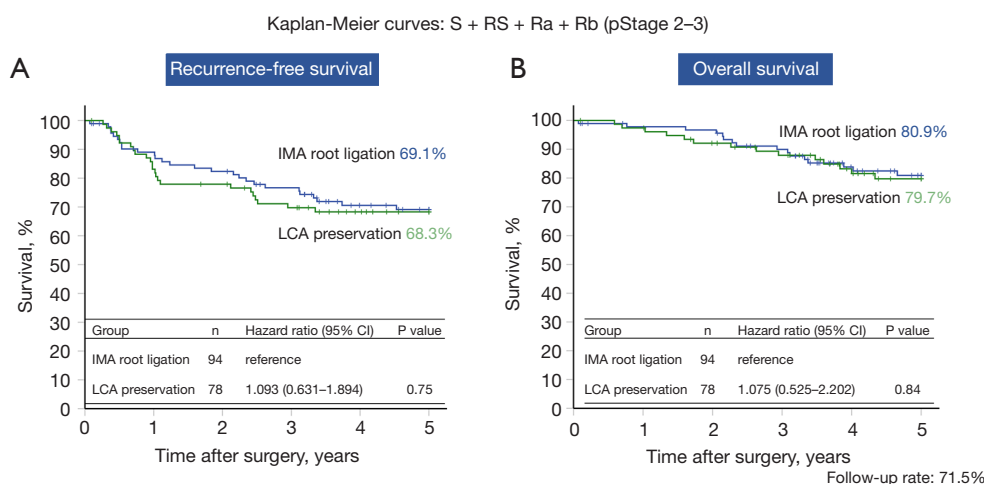 Kaplan-Meier curves: S + RS + Ra + Rb (pStage 2–3)
A
Recurrence-free survival
100
90
80
70
60
50
40
30
20
10
0
Survival, %
IMA root ligation 69.1%
LCA preservation 68.3%
Group n Hazard ratio (95% CI) P value
IMA root ligation 94 reference
LCA preservation 78 1.093 (0.631–1.894) 0.75
0 1 2 3 4 5
Time after surgery, years
B
Overall survival
100
90
80
70
60
50
40
30
20
10
0
Survival, %
IMA root ligation 80.9%
LCA preservation 79.7%
Group n Hazard ratio (95% CI) P value
IMA root ligation 94 reference
LCA preservation 78 1.075 (0.525–2.202) 0.84
0 1 2 3 4 5
Time after surgery, years
Follow-up rate: 71.5%